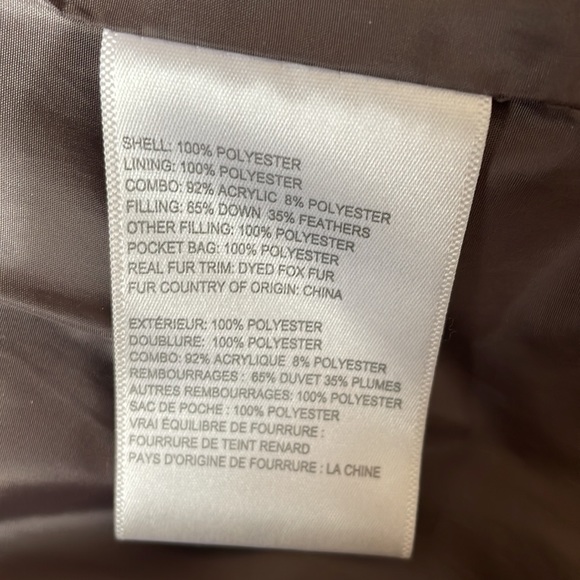 SHELL: 100% POLYESTER
LINING: 100% POLYESTER
COMBO: 92% ACRYLIC 8% POLYESTER
FILLING: 65% DOWN 35% FEATHERS
OTHER FILLING: 100% POLYESTER
POCKET BAG: 100% POLYESTER
REAL FUR TRIM: DYED FOX FUR
FUR COUNTRY OF ORIGIN: CHINA
EXTÉRIEUR: 100% POLYESTER
DOUBLURE: 100% POLYESTER
COMBO: 92% ACRYLIQUE 8% POLYESTER
REMBOURRAGES : 65% DUVET 35% PLUMES
AUTRES REMBOURRAGES: 100% POLYESTER
SAC DE POCHE : 100% POLYESTER
VRAI ÉQUILIBRE DE FOURRURE :
FOURRURE DE TEINT RENARD
PAYS D'ORIGINE DE FOURRURE : LA CHINE